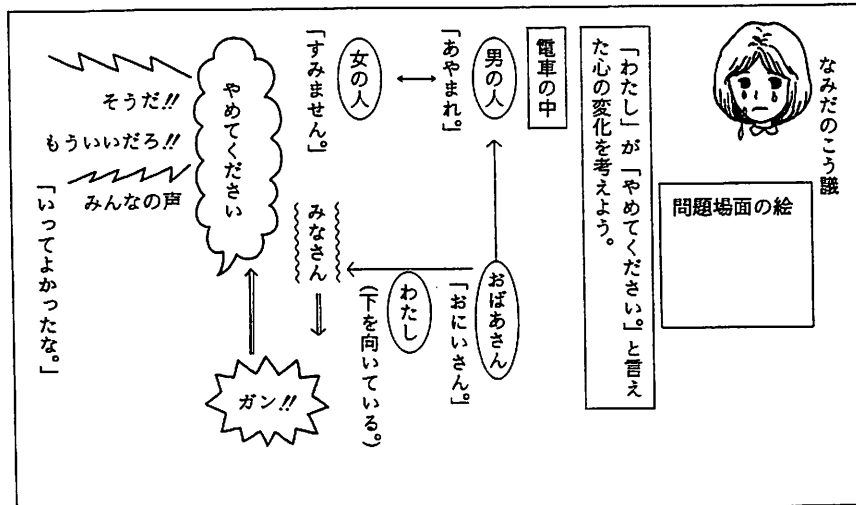 なみだのこう議
問題場面の絵
「わたし」が「やめてください。」と言え
た心の変化を考えよう。
電車の中
男の人
「あやまれ。」
女の人
「すみません。」
おばあさん
「おにいさん。」
わたし
(下を向いている。)
みなさん
ガン!!
やめてください
そうだ!!
もういいだろ!!
みんなの声
「いってよかったな。」